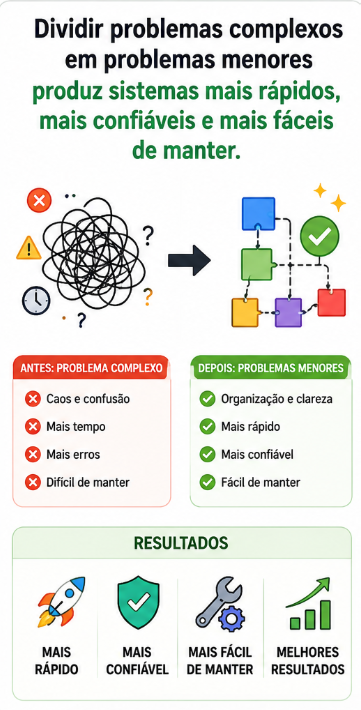 Dividir problemas complexos
em problemas menores
produz sistemas mais rápidos,
mais confiáveis e mais fáceis
de manter.
?
?
?
ANTES: PROBLEMA COMPLEXO
Caos e confusão
Mais tempo
Mais erros
Difícil de manter
DEPOIS: PROBLEMAS MENORES
Organização e clareza
Mais rápido
Mais confiável
Fácil de manter
RESULTADOS
MAIS
RÁPIDO
MAIS
CONFIÁVEL
MAIS FÁCIL
DE MANTER
MELHORES
RESULTADOS